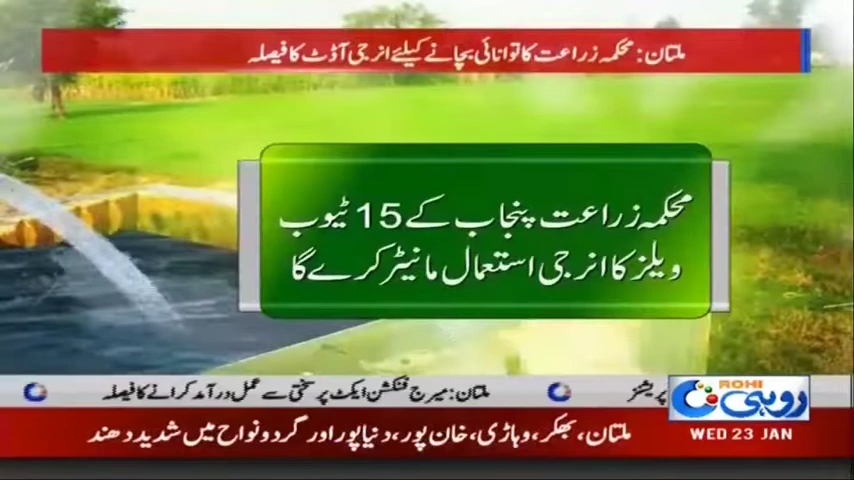 ملتان: محکمہ زراعت کا توانائی بچانے کیلئے انرجی آڈٹ کا فیصلہ
محکمہ زراعت پنجاب کے 15 ٹیوب
ویلز کا انرجی استعمال مانیٹر کرے گا
پریشنز
ملتان: میرج فنکشن ایکٹ پر سختی سے عمل درآمد کرانے کا فیصلہ
ROHI
روہی
WED 23 JAN
ملتان، بھکر، وہاڑی، خان پور، دنیا پور اور گردونواح میں شدید دھند